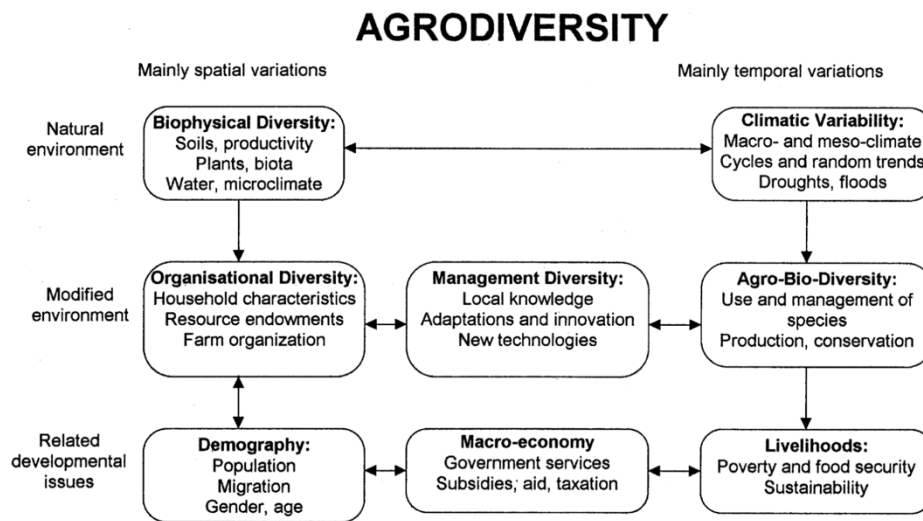 AGRODIVERSITY
Mainly spatial variations
Mainly temporal variations
Natural
environment
Biophysical Diversity:
Soils, productivity
Plants, biota
Water, microclimate
Climatic Variability:
Macro- and meso-climate
Cycles and random trends
Droughts, floods
Modified
environment
Organisational Diversity:
Household characteristics
Resource endowments
Farm organization
Management Diversity:
Local knowledge
Adaptations and innovation
New technologies
Agro-Bio-Diversity:
Use and management of
species
Production, conservation
Related
developmental
issues
Demography:
Population
Migration
Gender, age
Macro-economy
Government services
Subsidies, aid, taxation
Livelihoods:
Poverty and food security
Sustainability